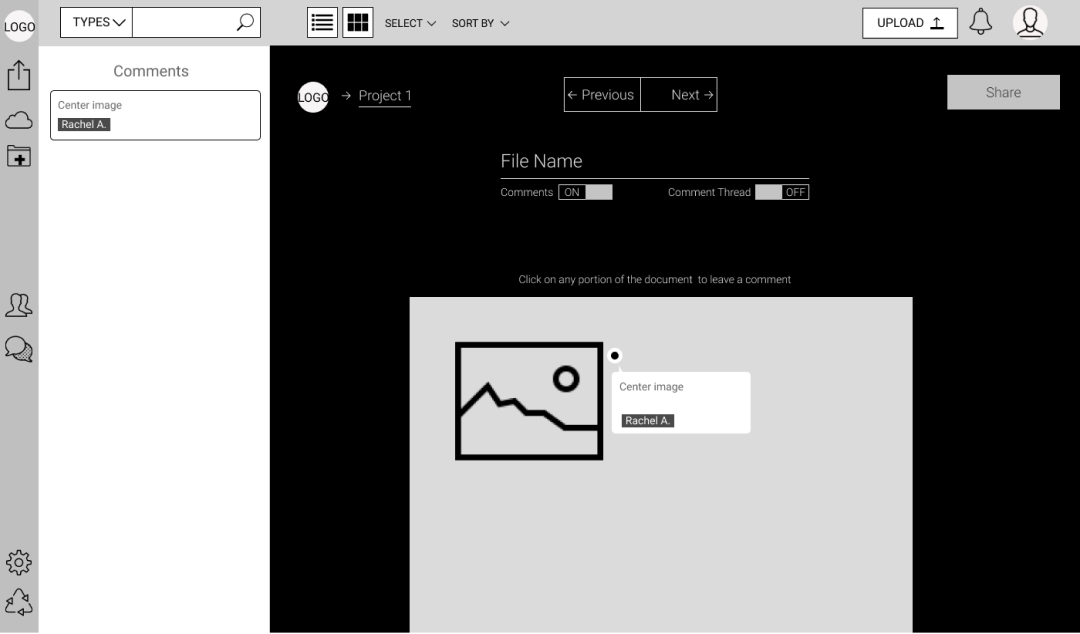 LOGO
TYPES
SELECT
SORT BY
UPLOAD
Comments
Center image
Rachel A.
LOGO
Project 1
Previous
Next
Share
File Name
Comments ON
Comment Thread OFF
Click on any portion of the document to leave a comment
Center image
Rachel A.